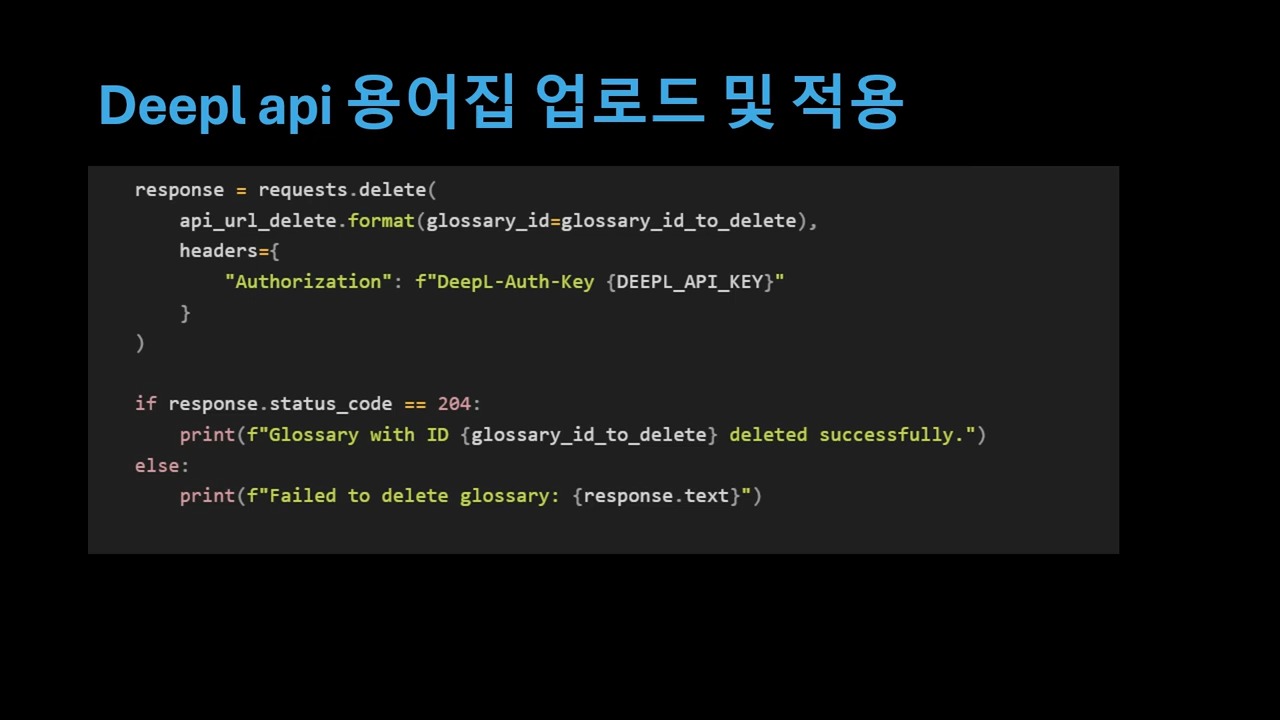 Deepl api 용어집 업로드 및 적용
response = requests.delete(
    api_url_delete.format(glossary_id=glossary_id_to_delete),
    headers={
        "Authorization": f"DeepL-Auth-Key {DEEPL_API_KEY}"
    }
)
if response.status_code == 204:
    print(f"Glossary with ID {glossary_id_to_delete} deleted successfully.")
else:
    print(f"Failed to delete glossary: {response.text}")